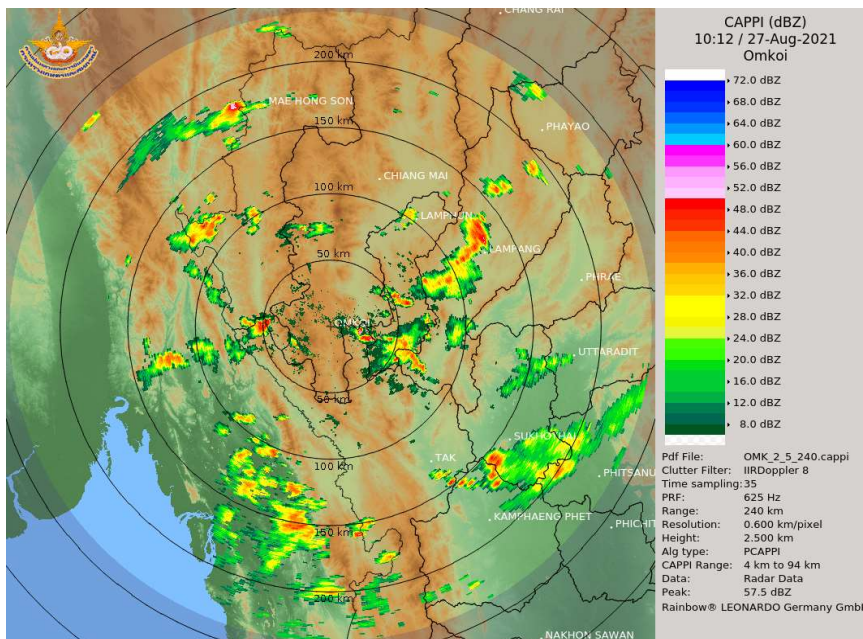 CHANG RAI
CAPPI (dBZ)
10:12 / 27-Aug-2021
Omkoi
200 km
MAE HONG SON
150 km
PHAYAO
CHIANG MAI
100 km
LAMPHUN
50 km
LAMPANG
PHRAE
UTTARADIT
50 km
SUKHOTHAI
TAK
100 km
PHITSANU
KAMPHAENG PHET
150 km
PHICHIT
200 km
NAKHON SAWAN
72.0 dBZ
68.0 dBZ
64.0 dBZ
60.0 dBZ
56.0 dBZ
52.0 dBZ
48.0 dBZ
44.0 dBZ
40.0 dBZ
36.0 dBZ
32.0 dBZ
28.0 dBZ
24.0 dBZ
20.0 dBZ
16.0 dBZ
12.0 dBZ
8.0 dBZ
Pdf File: OMK_2_5_240.cappi
Clutter Filter: IIRDoppler 8
Time sampling: 35
PRF: 625 Hz
Range: 240 km
Resolution: 0.600 km/pixel
Height: 2.500 km
Alg type: PCAPPI
CAPPI Range: 4 km to 94 km
Data: Radar Data
Peak: 57.5 dBZ
Rainbow® LEONARDO Germany GmbH